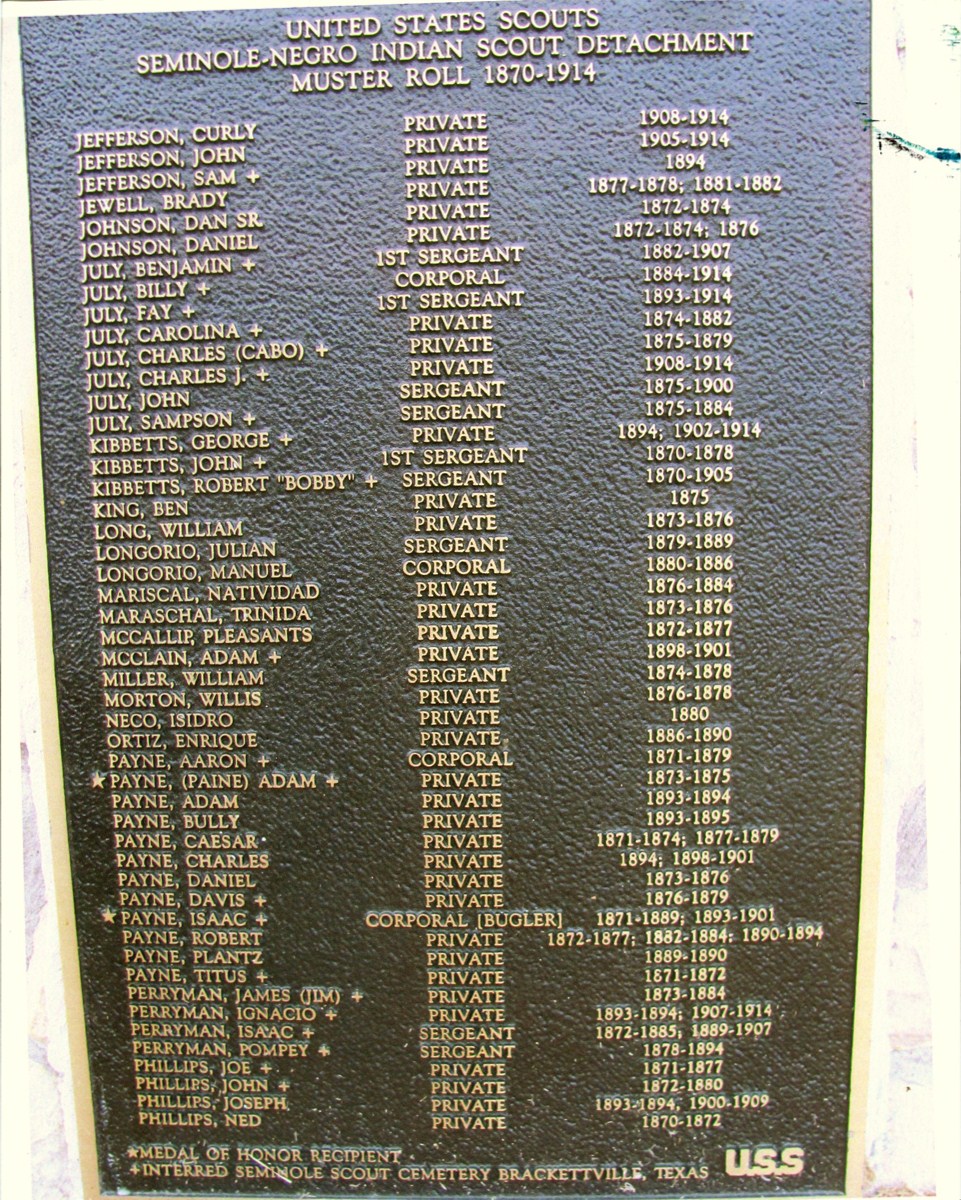 UNITED STATES SCOUTS
SEMINOLE-NEGRO INDIAN SCOUT DETACHMENT
MUSTER ROLL 1870-1914
JEFFERSON, CURLY PRIVATE 1908-1914
JEFFERSON, JOHN PRIVATE 1905-1914
JEFFERSON, SAM + PRIVATE 1894
JEWELL, BRADY PRIVATE 1877-1878; 1881-1882
JOHNSON, DAN SR. PRIVATE 1872-1874
JOHNSON, DANIEL PRIVATE 1872-1874; 1876
JULY, BENJAMIN + 1ST SERGEANT 1882-1907
JULY, BILLY + CORPORAL 1884-1914
JULY, FAY + 1ST SERGEANT 1893-1914
JULY, CAROLINA + PRIVATE 1874-1882
JULY, CHARLES (CABO) + PRIVATE 1875-1879
JULY, CHARLES J. + PRIVATE 1908-1914
JULY, JOHN SERGEANT 1875-1900
JULY, SAMPSON + SERGEANT 1875-1884
KIBBETTS, GEORGE + PRIVATE 1894; 1902-1914
KIBBETTS, JOHN + 1ST SERGEANT 1870-1878
KIBBETTS, ROBERT "BOBBY" + SERGEANT 1870-1905
KING, BEN PRIVATE 1875
LONG, WILLIAM PRIVATE 1873-1876
LONGORIO, JULIAN SERGEANT 1879-1889
LONGORIO, MANUEL CORPORAL 1880-1886
MARISCAL, NATIVIDAD PRIVATE 1876-1884
MARASCHAL, TRINIDA PRIVATE 1873-1876
MCCALLIP, PLEASANTS PRIVATE 1872-1877
MCCLAIN, ADAM + PRIVATE 1898-1901
MILLER, WILLIAM SERGEANT 1874-1878
MORTON, WILLIS PRIVATE 1876-1878
NECO, ISIDRO PRIVATE 1880
ORTIZ, ENRIQUE PRIVATE 1886-1890
PAYNE, AARON + CORPORAL 1871-1879
★PAYNE, (PAINE) ADAM + PRIVATE 1873-1875
PAYNE, ADAM PRIVATE 1893-1894
PAYNE, BULLY PRIVATE 1893-1895
PAYNE, CAESAR PRIVATE 1871-1874; 1877-1879
PAYNE, CHARLES PRIVATE 1894; 1898-1901
PAYNE, DANIEL PRIVATE 1873-1876
PAYNE, DAVIS + PRIVATE 1876-1879
★PAYNE, ISAAC + CORPORAL [BUGLER] 1871-1889; 1893-1901
PAYNE, ROBERT PRIVATE 1872-1877; 1882-1884; 1890-1894
PAYNE, PLANTZ PRIVATE 1889-1890
PAYNE, TITUS + PRIVATE 1871-1872
PERRYMAN, JAMES (JIM) + PRIVATE 1873-1884
PERRYMAN, IGNACIO + PRIVATE 1893-1894; 1907-1914
PERRYMAN, ISAAC + SERGEANT 1872-1885; 1889-1907
PERRYMAN, POMPEY + SERGEANT 1878-1894
PHILLIPS, JOE + PRIVATE 1871-1877
PHILLIPS, JOHN + PRIVATE 1872-1880
PHILLIPS, JOSEPH PRIVATE 1893-1894, 1900-1909
PHILLIPS, NED PRIVATE 1870-1872
★MEDAL OF HONOR RECIPIENT
+INTERRED SEMINOLE SCOUT CEMETERY BRACKETTVILLE, TEXAS U.S.S